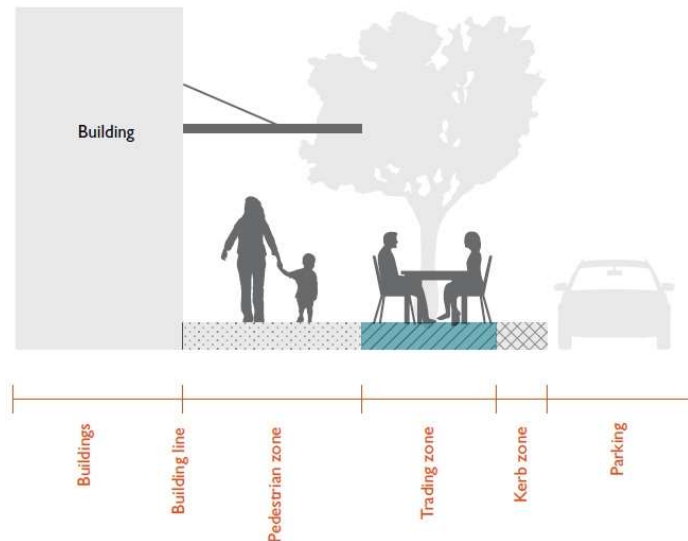 Building
Buildings
Building line
Pedestrian zone
Trading zone
Kerb zone
Parking